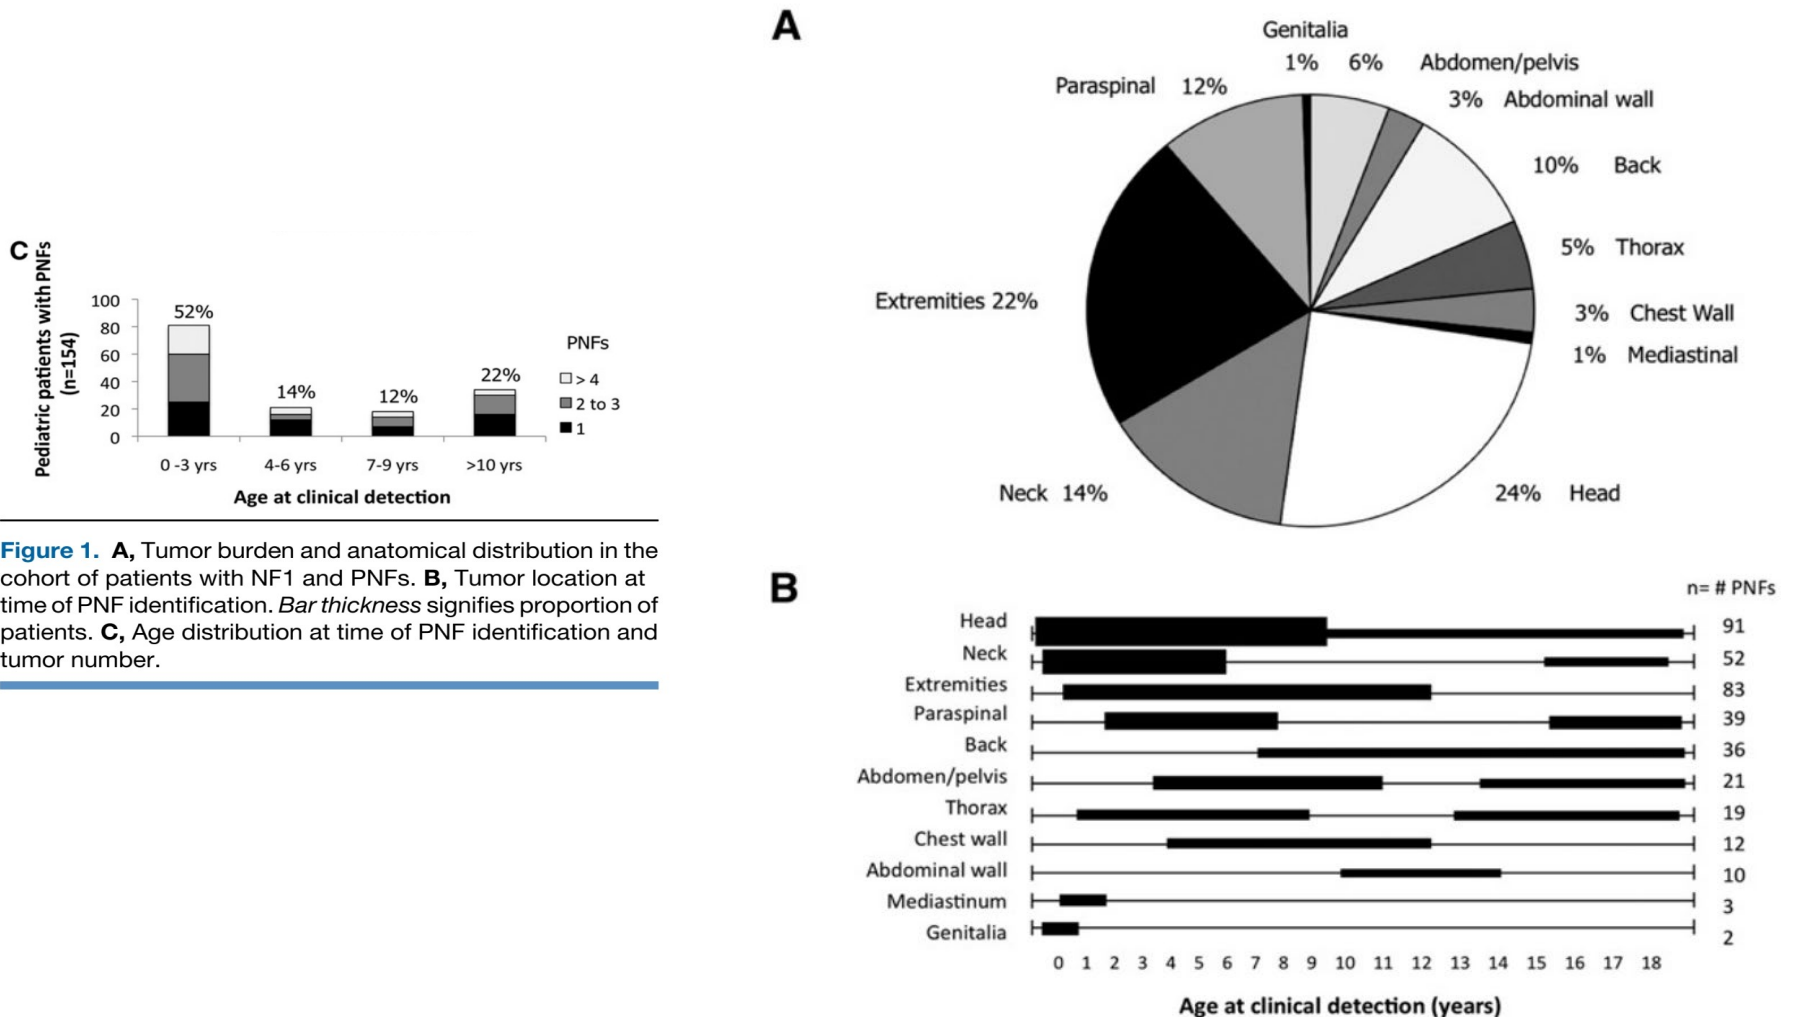 C
Pediatric patients with PNFs
(n=154)
100
80
60
40
20
0
52%
14%
12%
22%
0 -3 yrs
4-6 yrs
7-9 yrs
>10 yrs
Age at clinical detection
PNFs
> 4
2 to 3
1
Figure 1. A, Tumor burden and anatomical distribution in the
cohort of patients with NF1 and PNFs. B, Tumor location at
time of PNF identification. Bar thickness signifies proportion of
patients. C, Age distribution at time of PNF identification and
tumor number.
A
Genitalia
1%
6% Abdomen/pelvis
Paraspinal 12%
3% Abdominal wall
10% Back
5% Thorax
Extremities 22%
3% Chest Wall
1% Mediastinal
Neck 14%
24% Head
B
n= # PNFs
Head 91
Neck 52
Extremities 83
Paraspinal 39
Back 36
Abdomen/pelvis 21
Thorax 19
Chest wall 12
Abdominal wall 10
Mediastinum 3
Genitalia 2
0 1 2 3 4 5 6 7 8 9 10 11 12 13 14 15 16 17 18
Age at clinical detection (years)